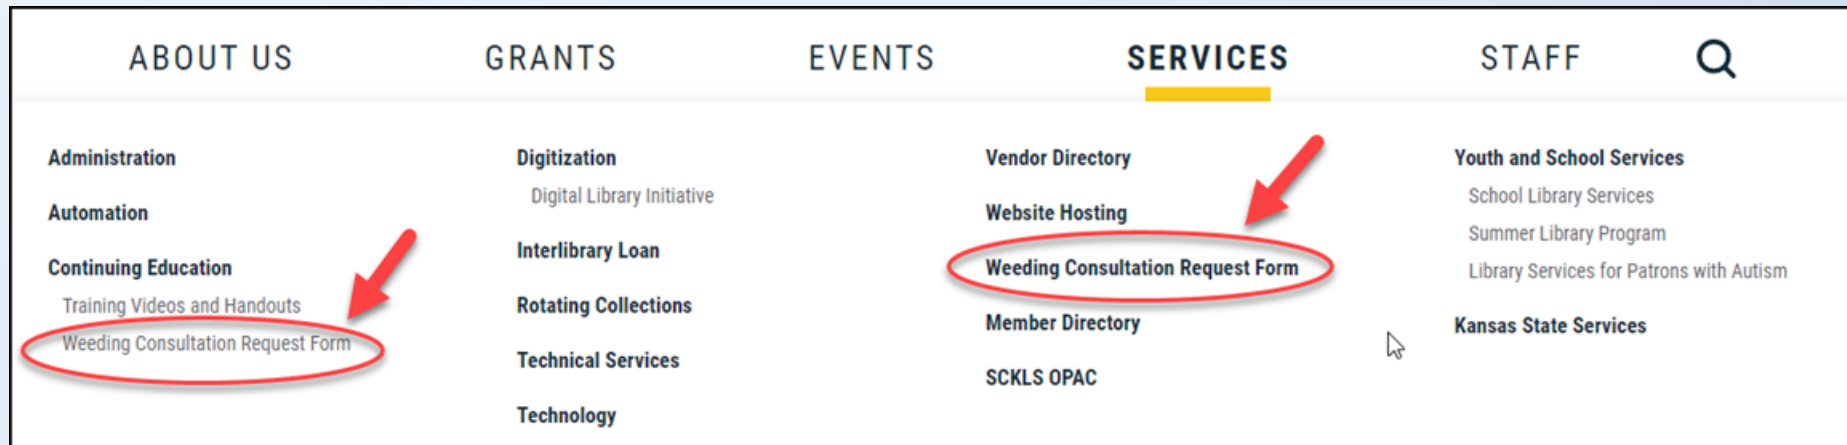 ABOUT US
GRANTS
EVENTS
SERVICES
STAFF
Administration
Automation
Continuing Education
Training Videos and Handouts
Weeding Consultation Request Form
Digitization
Digital Library Initiative
Interlibrary Loan
Rotating Collections
Technical Services
Technology
Vendor Directory
Website Hosting
Weeding Consultation Request Form
Member Directory
SCKLS OPAC
Youth and School Services
School Library Services
Summer Library Program
Library Services for Patrons with Autism
Kansas State Services